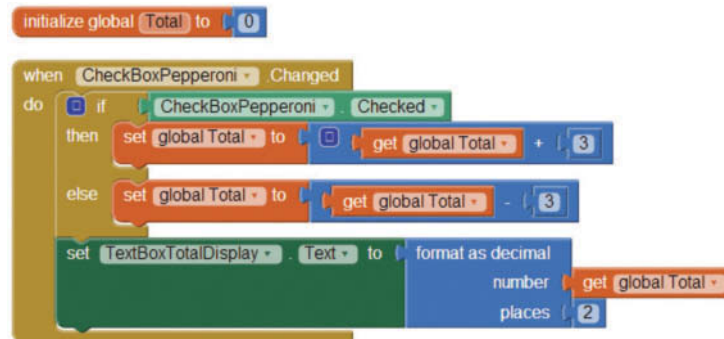 initialize global Total to 0
when CheckBoxPepperoni .Changed
do if CheckBoxPepperoni . Checked
then set global Total to get global Total + 3
else set global Total to get global Total - 3
set TextBoxTotalDisplay . Text to format as decimal
number get global Total
places 2